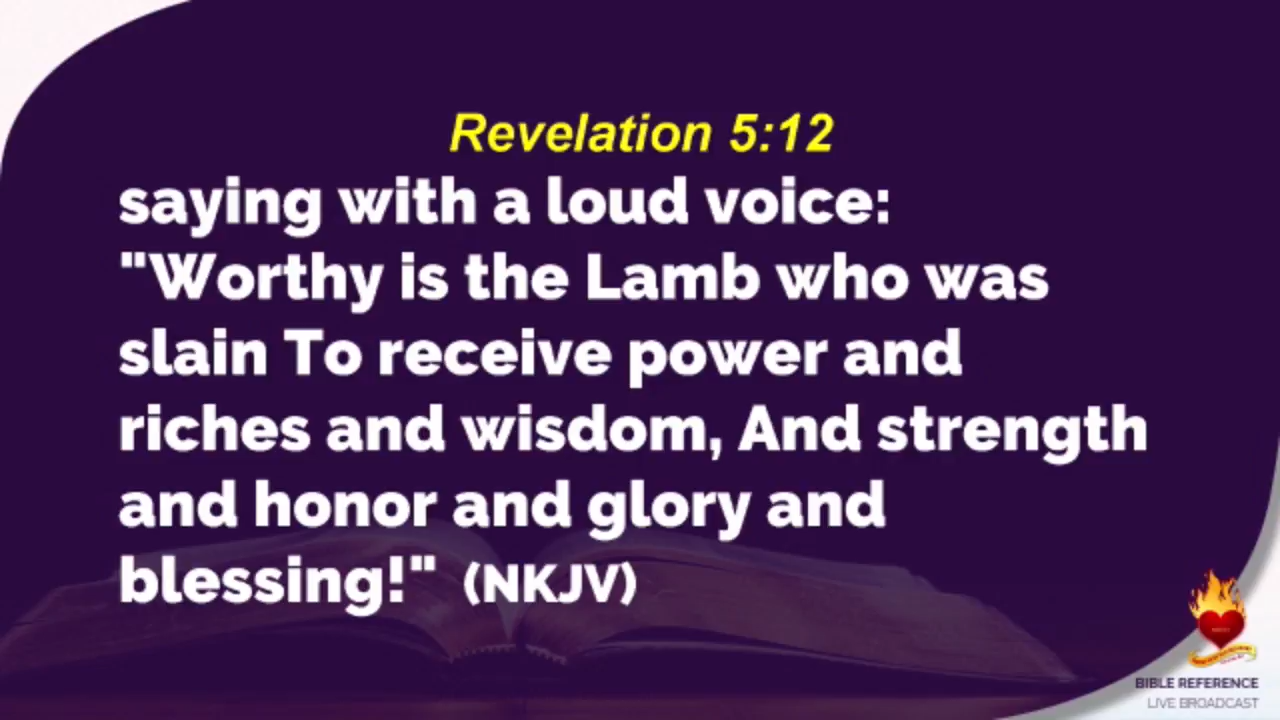 Revelation 5:12
saying with a loud voice:
"Worthy is the Lamb who was
slain To receive power and
riches and wisdom, And strength
and honor and glory and
blessing!" (NKJV)
BIBLE REFERENCE
LIVE BROADCAST